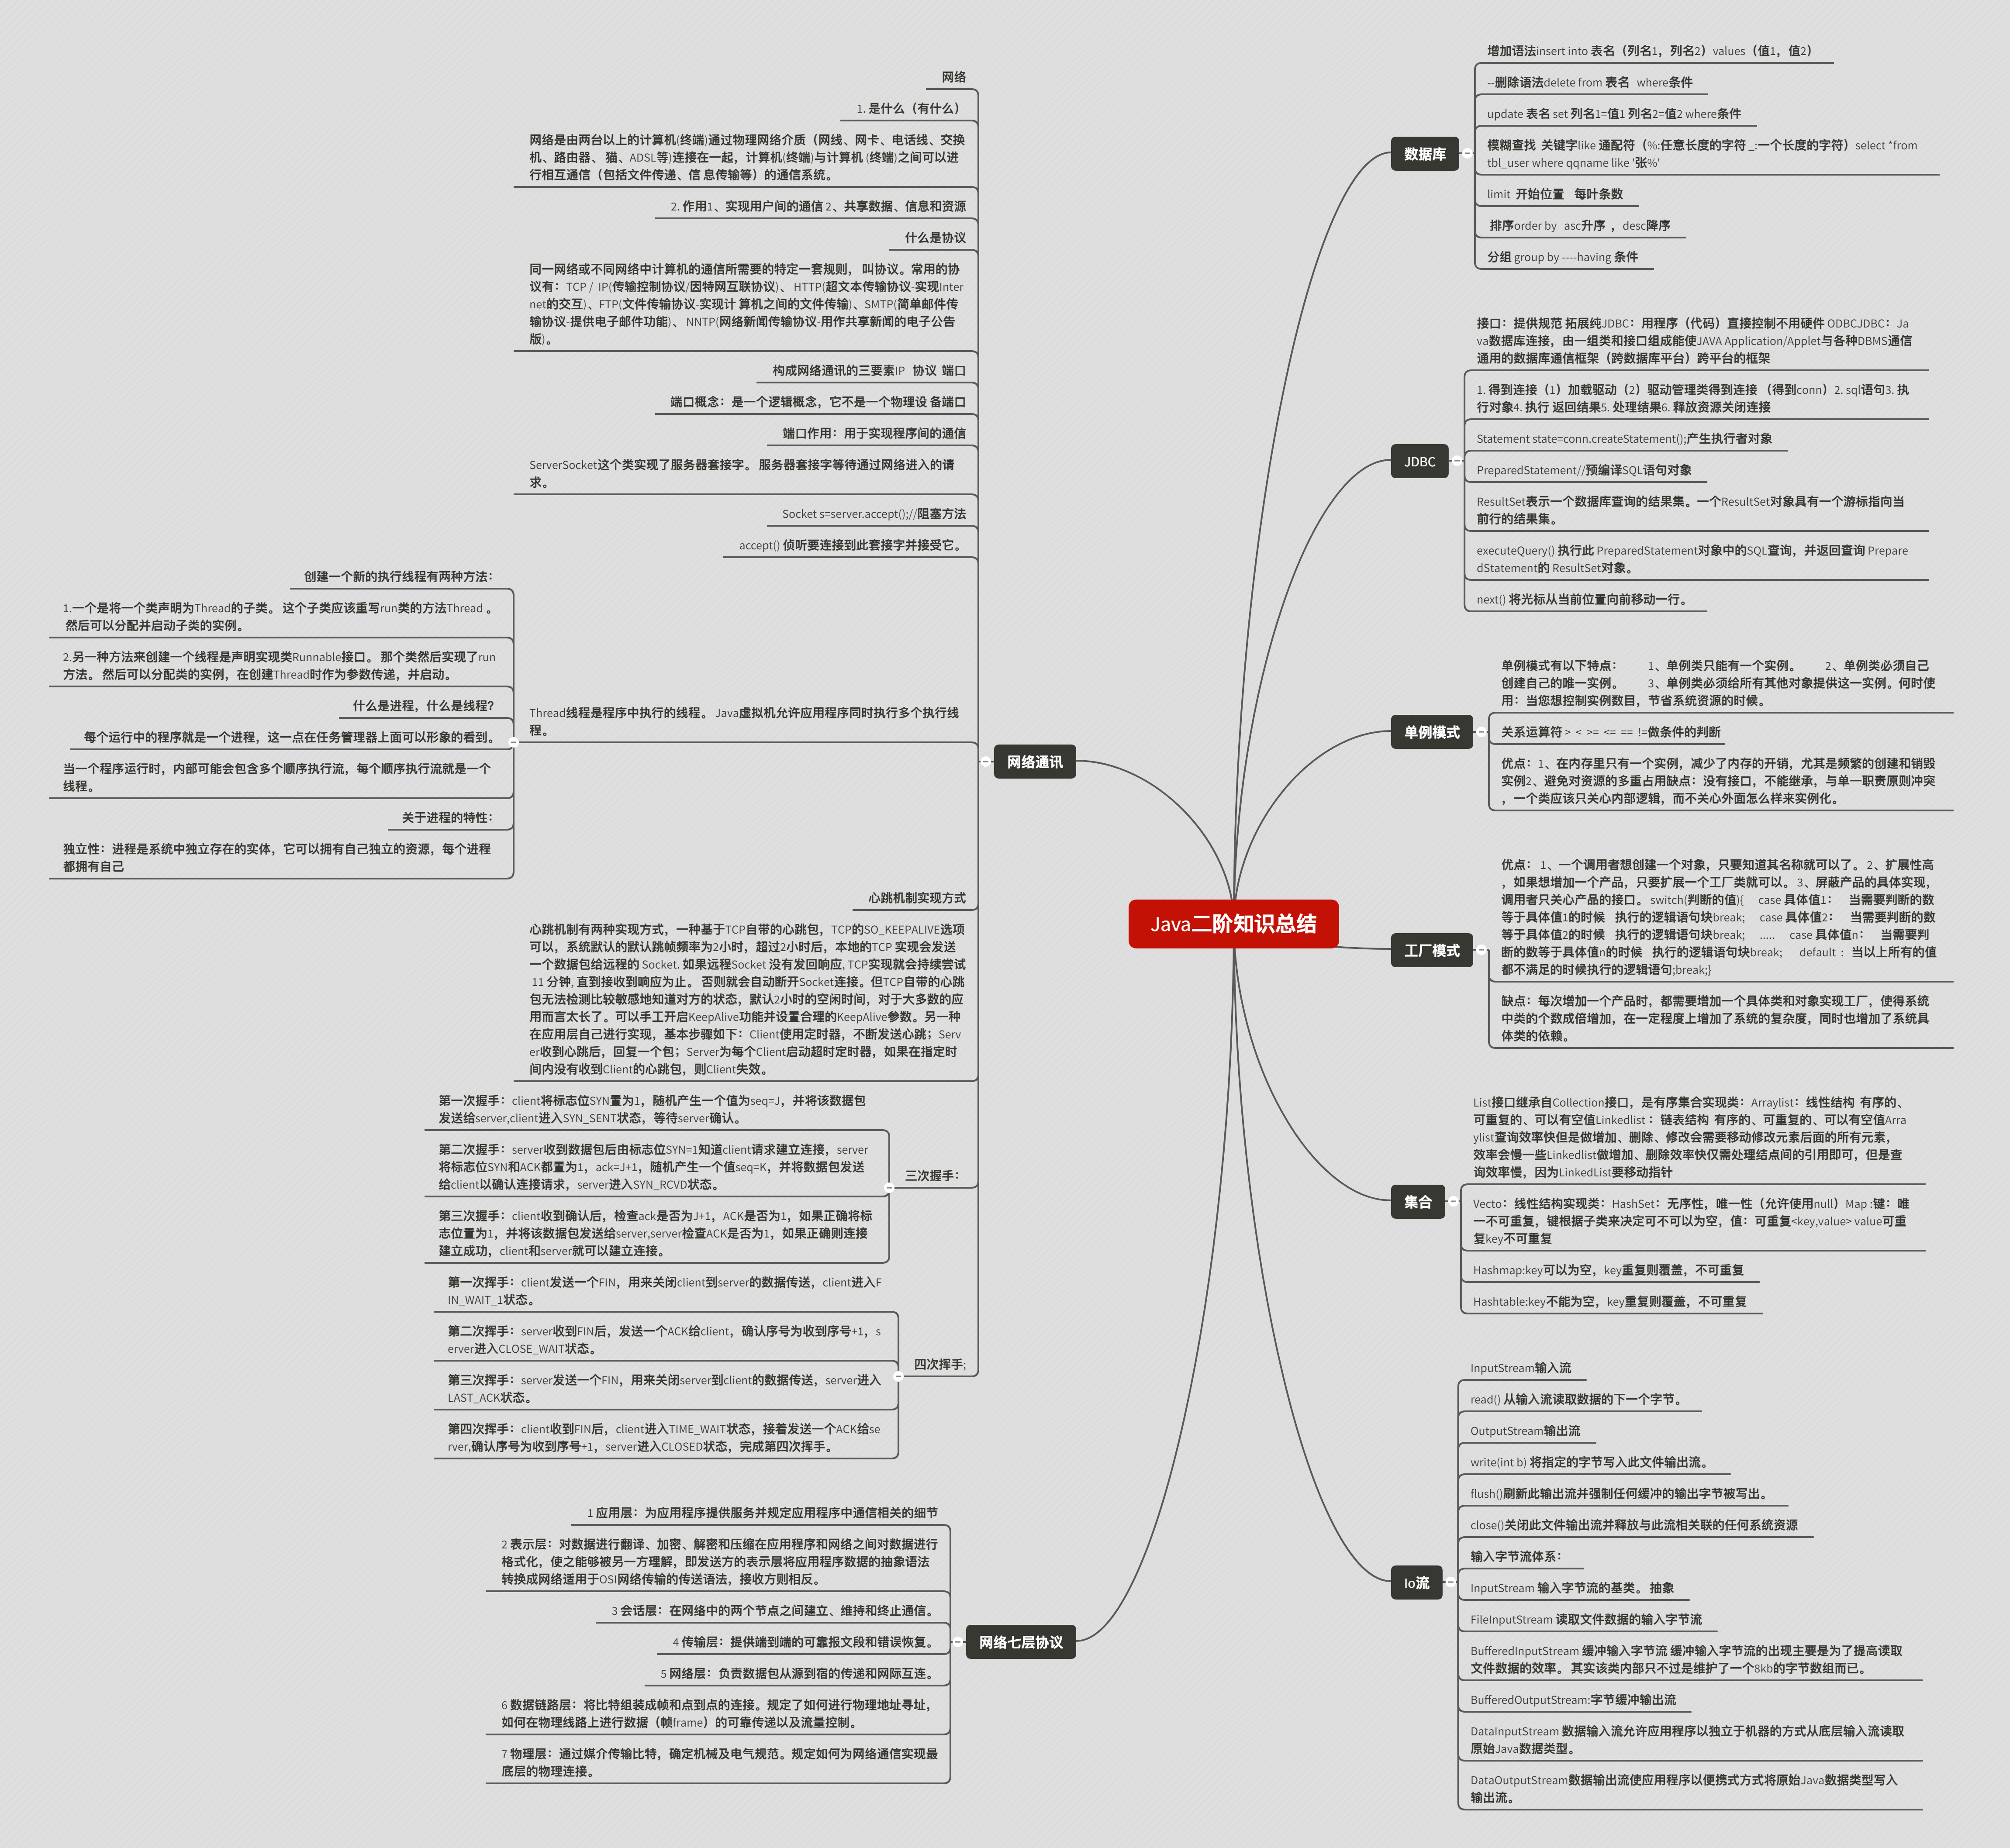 Java二阶知识总结
数据库
增加语法insert into 表名（列名1，列名2）values（值1，值2）
--删除语法delete from 表名   where条件
update 表名 set 列名1=值1 列名2=值2 where条件
模糊查找  关键字like 通配符（%:任意长度的字符 _:一个长度的字符）select *from
tbl_user where qqname like '张%'
limit  开始位置    每叶条数
排序order by   asc升序 ，desc降序
分组 group by ----having 条件
JDBC
接口：提供规范 拓展纯JDBC：用程序（代码）直接控制不用硬件 ODBCJDBC：Ja
va数据库连接，由一组类和接口组成能使JAVA Application/Applet与各种DBMS通信
通用的数据库通信框架（跨数据库平台）跨平台的框架
1. 得到连接（1）加载驱动（2）驱动管理类得到连接 （得到conn）2. sql语句3. 执
行对象4. 执行 返回结果5. 处理结果6. 释放资源关闭连接
Statement state=conn.createStatement();产生执行者对象
PreparedStatement//预编译SQL语句对象
ResultSet表示一个数据库查询的结果集。一个ResultSet对象具有一个游标指向当
前行的结果集。
executeQuery() 执行此 PreparedStatement对象中的SQL查询，并返回查询 Prepare
dStatement的 ResultSet对象。
next() 将光标从当前位置向前移动一行。
单例模式
单例模式有以下特点：      1、单例类只能有一个实例。      2、单例类必须自己
创建自己的唯一实例。      3、单例类必须给所有其他对象提供这一实例。何时使
用：当您想控制实例数目，节省系统资源的时候。
关系运算符 >  <  >=  <=  ==  !=做条件的判断
优点：1、在内存里只有一个实例，减少了内存的开销，尤其是频繁的创建和销毁
实例2、避免对资源的多重占用缺点：没有接口，不能继承，与单一职责原则冲突
，一个类应该只关心内部逻辑，而不关心外面怎么样来实例化。
工厂模式
优点： 1、一个调用者想创建一个对象，只要知道其名称就可以了。 2、扩展性高
，如果想增加一个产品，只要扩展一个工厂类就可以。 3、屏蔽产品的具体实现，
调用者只关心产品的接口。 switch(判断的值){     case 具体值1：   当需要判断的数
等于具体值1的时候   执行的逻辑语句块break;     case 具体值2：   当需要判断的数
等于具体值2的时候   执行的逻辑语句块break;     .....     case 具体值n：   当需要判
断的数等于具体值n的时候   执行的逻辑语句块break;     default：当以上所有的值
都不满足的时候执行的逻辑语句;break;}
缺点：每次增加一个产品时，都需要增加一个具体类和对象实现工厂，使得系统
中类的个数成倍增加，在一定程度上增加了系统的复杂度，同时也增加了系统具
体类的依赖。
集合
List接口继承自Collection接口，是有序集合实现类：Arraylist：线性结构  有序的、
可重复的、可以有空值Linkedlist：链表结构  有序的、可重复的、可以有空值Arra
ylist查询效率快但是做增加、删除、修改会需要移动修改元素后面的所有元素，
效率会慢一些Linkedlist做增加、删除效率快仅需处理结点间的引用即可，但是查
询效率慢，因为LinkedList要移动指针
Vecto：线性结构实现类：HashSet：无序性，唯一性（允许使用null）Map :键：唯
一不可重复，键根据子类来决定可不可以为空，值：可重复<key,value> value可重
复key不可重复
Hashmap:key可以为空，key重复则覆盖，不可重复
Hashtable:key不能为空，key重复则覆盖，不可重复
Io流
InputStream输入流
read() 从输入流读取数据的下一个字节。
OutputStream输出流
write(int b) 将指定的字节写入此文件输出流。
flush()刷新此输出流并强制任何缓冲的输出字节被写出。
close()关闭此文件输出流并释放与此流相关联的任何系统资源
输入字节流体系：
InputStream 输入字节流的基类。 抽象
FileInputStream 读取文件数据的输入字节流
BufferedInputStream 缓冲输入字节流 缓冲输入字节流的出现主要是为了提高读取
文件数据的效率。 其实该类内部只不过是维护了一个8kb的字节数组而已。
BufferedOutputStream:字节缓冲输出流
DataInputStream 数据输入流允许应用程序以独立于机器的方式从底层输入流读取
原始Java数据类型。
DataOutputStream数据输出流使应用程序以便携式方式将原始Java数据类型写入
输出流。
网络通讯
网络
1. 是什么（有什么）
网络是由两台以上的计算机(终端)通过物理网络介质（网线、网卡、电话线、交换
机、路由器、 猫、ADSL等)连接在一起，计算机(终端)与计算机 (终端)之间可以进
行相互通信（包括文件传递、信 息传输等）的通信系统。
2. 作用1、实现用户间的通信 2、共享数据、信息和资源
什么是协议
同一网络或不同网络中计算机的通信所需要的特定一套规则， 叫协议。常用的协
议有：TCP /  IP(传输控制协议/因特网互联协议)、 HTTP(超文本传输协议-实现Inter
net的交互)、FTP(文件传输协议-实现计 算机之间的文件传输)、SMTP(简单邮件传
输协议-提供电子邮件功能)、 NNTP(网络新闻传输协议-用作共享新闻的电子公告
版)。
构成网络通讯的三要素IP   协议  端口
端口概念：是一个逻辑概念，它不是一个物理设 备端口
端口作用：用于实现程序间的通信
ServerSocket这个类实现了服务器套接字。 服务器套接字等待通过网络进入的请
求。
Socket s=server.accept();//阻塞方法
accept() 侦听要连接到此套接字并接受它。
Thread线程是程序中执行的线程。 Java虚拟机允许应用程序同时执行多个执行线
程。
创建一个新的执行线程有两种方法：
1.一个是将一个类声明为Thread的子类。 这个子类应该重写run类的方法Thread 。
然后可以分配并启动子类的实例。
2.另一种方法来创建一个线程是声明实现类Runnable接口。 那个类然后实现了run
方法。 然后可以分配类的实例，在创建Thread时作为参数传递，并启动。
什么是进程，什么是线程？
每个运行中的程序就是一个进程，这一点在任务管理器上面可以形象的看到。
当一个程序运行时，内部可能会包含多个顺序执行流，每个顺序执行流就是一个
线程。
关于进程的特性：
独立性：进程是系统中独立存在的实体，它可以拥有自己独立的资源，每个进程
都拥有自己
心跳机制实现方式
心跳机制有两种实现方式，一种基于TCP自带的心跳包，TCP的SO_KEEPALIVE选项
可以，系统默认的默认跳帧频率为2小时，超过2小时后，本地的TCP 实现会发送
一个数据包给远程的 Socket. 如果远程Socket 没有发回响应, TCP实现就会持续尝试
11 分钟, 直到接收到响应为止。 否则就会自动断开Socket连接。但TCP自带的心跳
包无法检测比较敏感地知道对方的状态，默认2小时的空闲时间，对于大多数的应
用而言太长了。可以手工开启KeepAlive功能并设置合理的KeepAlive参数。另一种
在应用层自己进行实现，基本步骤如下：Client使用定时器，不断发送心跳；Serv
er收到心跳后，回复一个包；Server为每个Client启动超时定时器，如果在指定时
间内没有收到Client的心跳包，则Client失效。
三次握手：
第一次握手：client将标志位SYN置为1，随机产生一个值为seq=J，并将该数据包
发送给server,client进入SYN_SENT状态，等待server确认。
第二次握手：server收到数据包后由标志位SYN=1知道client请求建立连接，server
将标志位SYN和ACK都置为1，ack=J+1，随机产生一个值seq=K，并将数据包发送
给client以确认连接请求，server进入SYN_RCVD状态。
第三次握手：client收到确认后，检查ack是否为J+1，ACK是否为1，如果正确将标
志位置为1，并将该数据包发送给server,server检查ACK是否为1，如果正确则连接
建立成功，client和server就可以建立连接。
四次挥手;
第一次挥手：client发送一个FIN，用来关闭client到server的数据传送，client进入F
IN_WAIT_1状态。
第二次挥手：server收到FIN后，发送一个ACK给client，确认序号为收到序号+1，s
erver进入CLOSE_WAIT状态。
第三次挥手：server发送一个FIN，用来关闭server到client的数据传送，server进入
LAST_ACK状态。
第四次挥手：client收到FIN后，client进入TIME_WAIT状态，接着发送一个ACK给se
rver,确认序号为收到序号+1，server进入CLOSED状态，完成第四次挥手。
网络七层协议
1 应用层：为应用程序提供服务并规定应用程序中通信相关的细节
2 表示层：对数据进行翻译、加密、解密和压缩在应用程序和网络之间对数据进行
格式化，使之能够被另一方理解，即发送方的表示层将应用程序数据的抽象语法
转换成网络适用于OSI网络传输的传送语法，接收方则相反。
3 会话层：在网络中的两个节点之间建立、维持和终止通信。
4 传输层：提供端到端的可靠报文段和错误恢复。
5 网络层：负责数据包从源到宿的传递和网际互连。
6 数据链路层：将比特组装成帧和点到点的连接。规定了如何进行物理地址寻址，
如何在物理线路上进行数据（帧frame）的可靠传递以及流量控制。
7 物理层：通过媒介传输比特，确定机械及电气规范。规定如何为网络通信实现最
底层的物理连接。